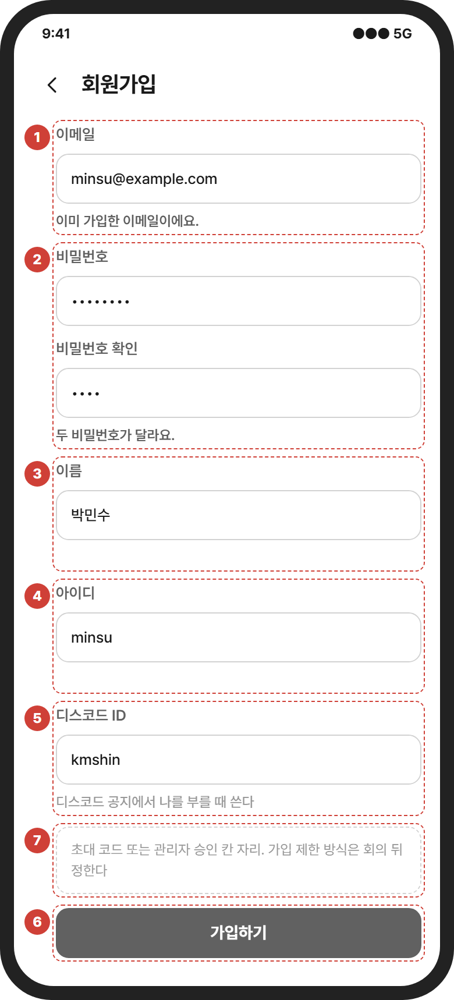 9:41
5G
회원가입
1
이메일
minsu@example.com
이미 가입한 이메일이에요.
2
비밀번호
••••••••
비밀번호 확인
••••
두 비밀번호가 달라요.
3
이름
박민수
4
아이디
minsu
5
디스코드 ID
kmshin
디스코드 공지에서 나를 부를 때 쓴다
7
초대 코드 또는 관리자 승인 칸 자리. 가입 제한 방식은 회의 뒤
정한다
6
가입하기